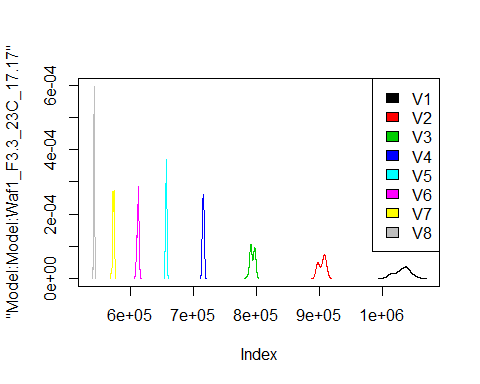 "Model:Model:Waf1_F3.3_23C_17.17"
6e-04
4e-04
2e-04
0e+00
V1
V2
V3
V4
V5
V6
V7
V8
6e+05 7e+05 8e+05 9e+05 1e+06
Index